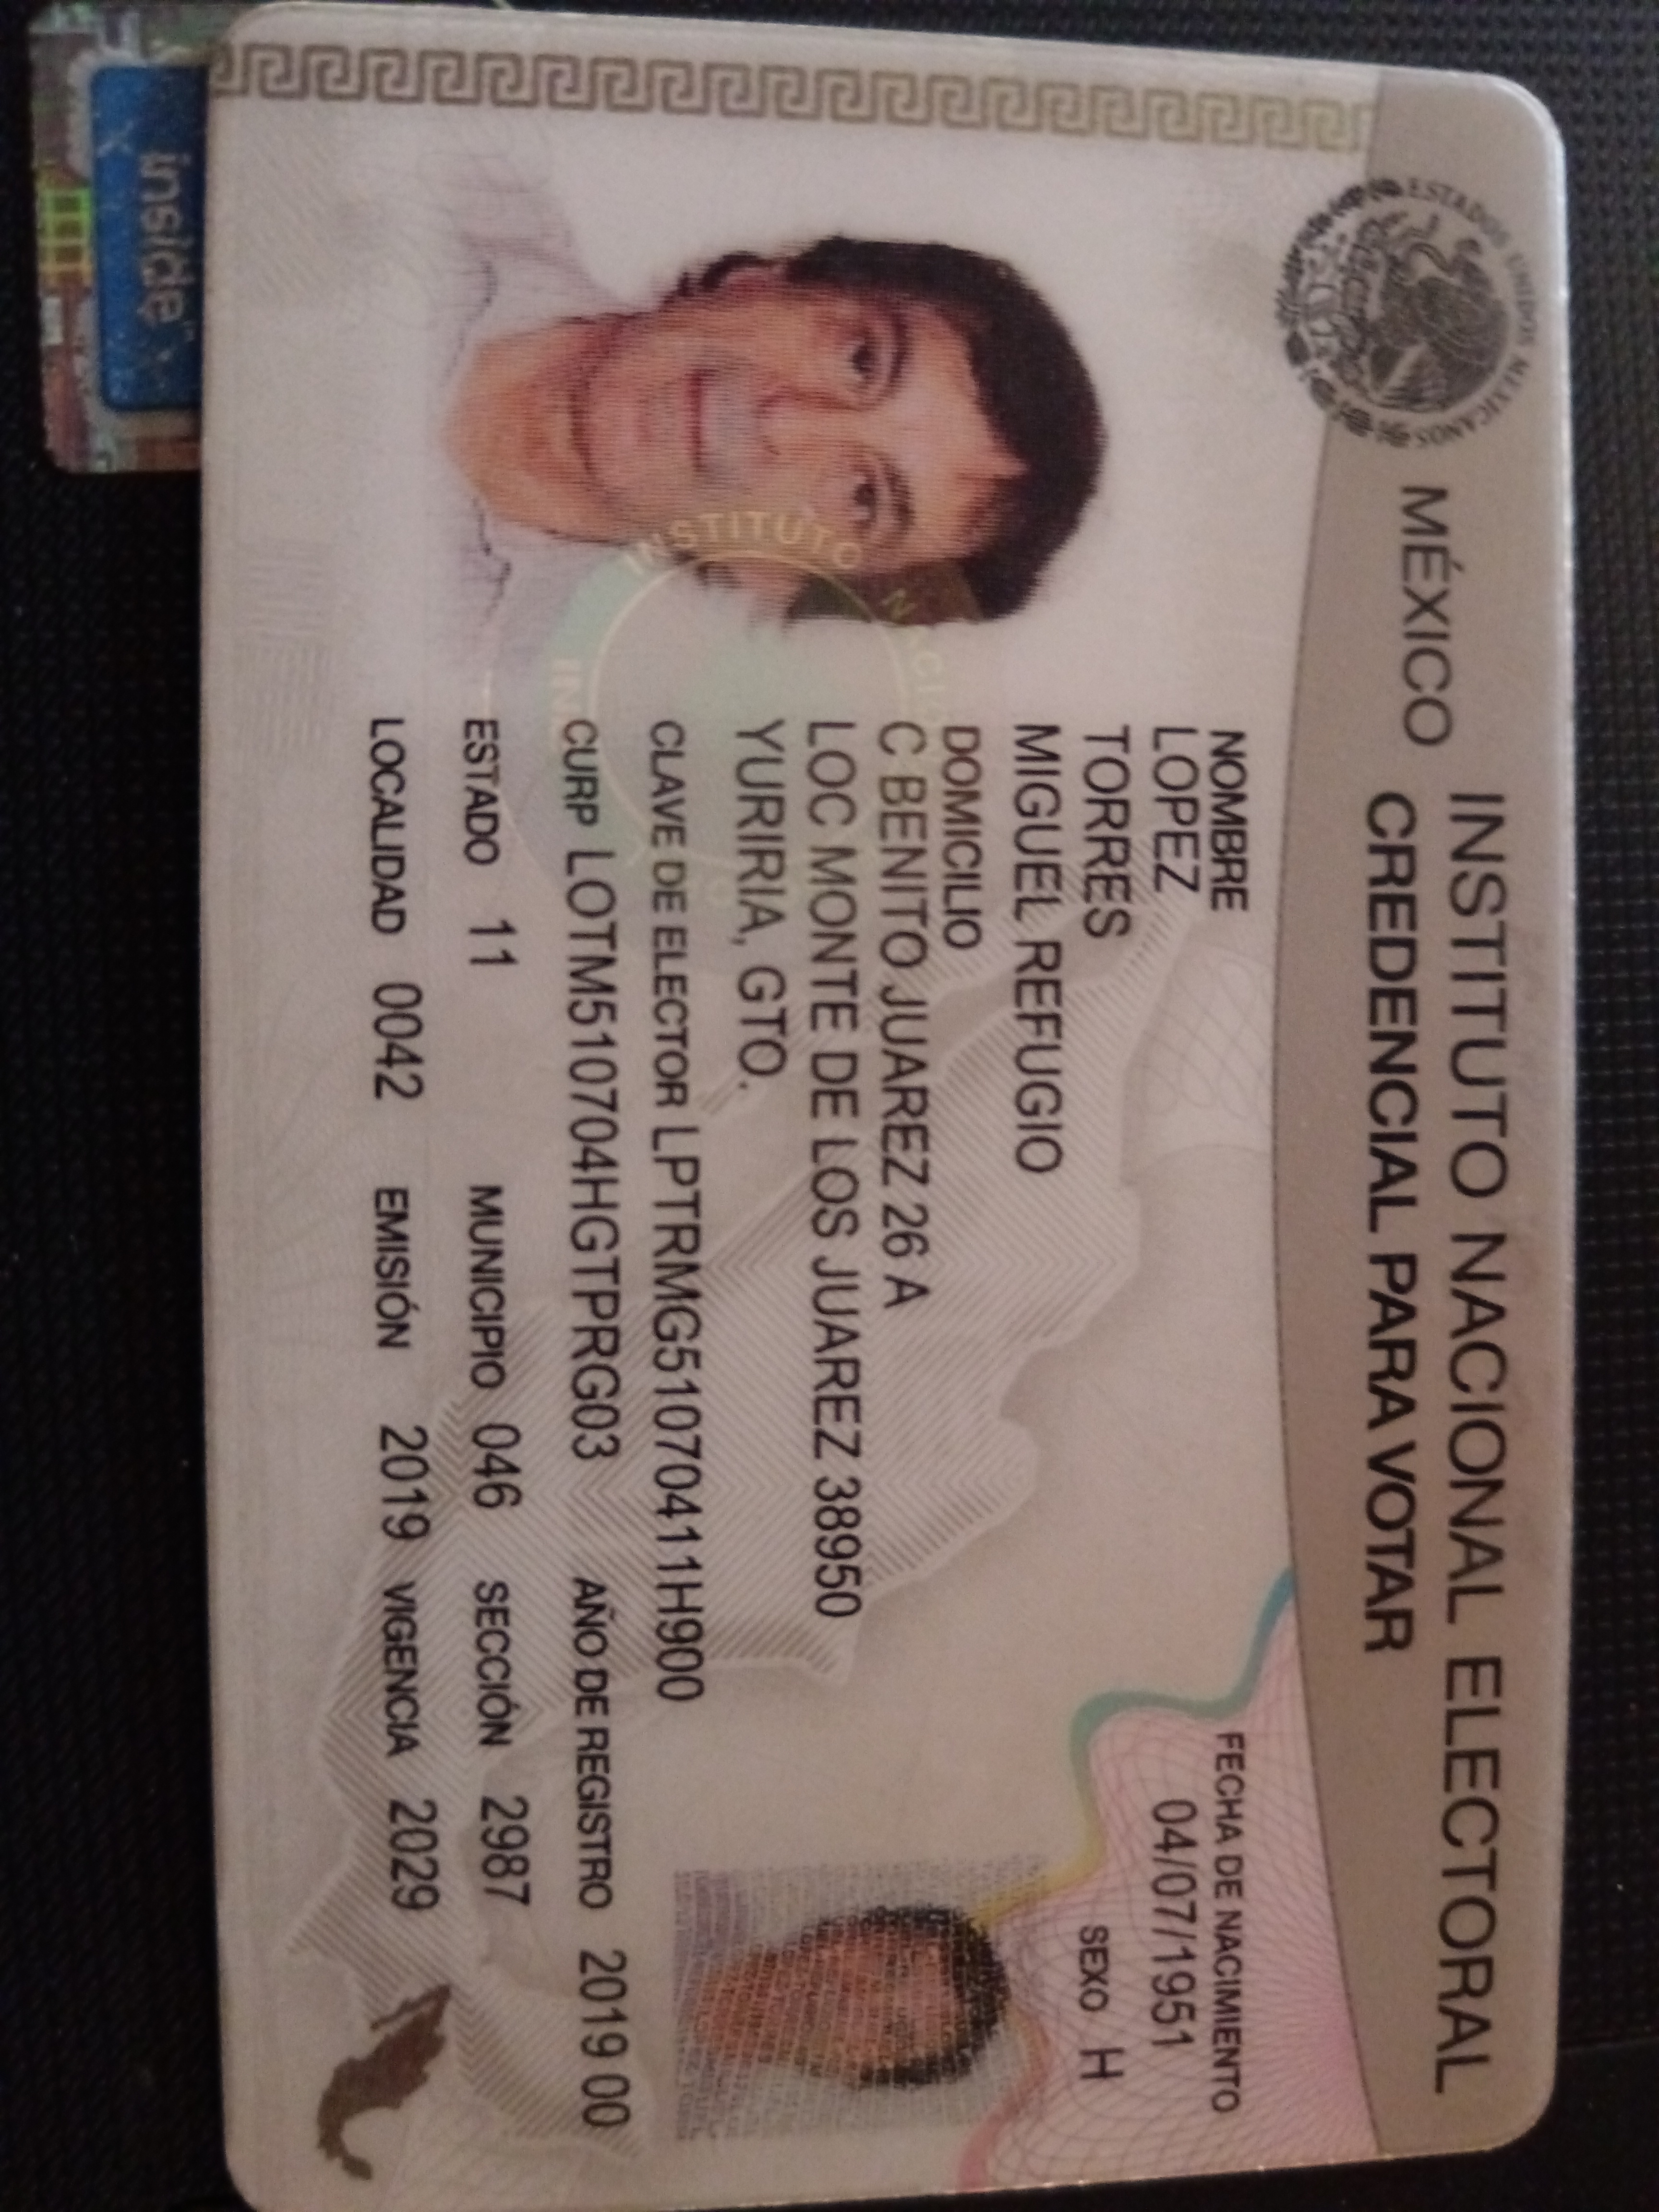 ESTADOS UNIDOS MEXICANOS
MÉXICO INSTITUTO NACIONAL ELECTORAL
CREDENCIAL PARA VOTAR
NOMBRE
LOPEZ
TORRES
MIGUEL REFUGIO
FECHA DE NACIMIENTO
04/07/1951
SEXO H
DOMICILIO
C BENITO JUAREZ 26 A
LOC MONTE DE LOS JUAREZ 38950
YURIRIA, GTO.
CLAVE DE ELECTOR LPTRMG51070411H900
CURP LOTM510704HGTPRG03 AÑO DE REGISTRO 2019 00
ESTADO 11 MUNICIPIO 046 SECCIÓN 2987
LOCALIDAD 0042 EMISIÓN 2019 VIGENCIA 2029
INSTITUTO
inside™